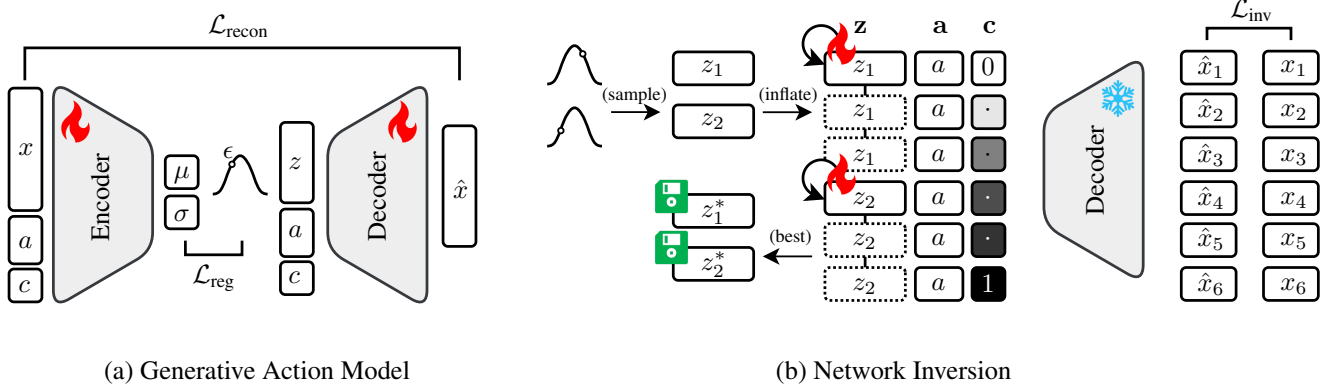 ℒrecon
x
a
c
Encoder
μ
σ
ϵ
ℒreg
z
a
c
Decoder
x̂
(a) Generative Action Model
(sample)
z1
z2
(inflate)
z a c
z1 a 0
z1 a ·
z1 a ·
z2 a ·
z2 a ·
z2 a 1
(best)
z1*
z2*
Decoder
ℒinv
x̂1 x1
x̂2 x2
x̂3 x3
x̂4 x4
x̂5 x5
x̂6 x6
(b) Network Inversion